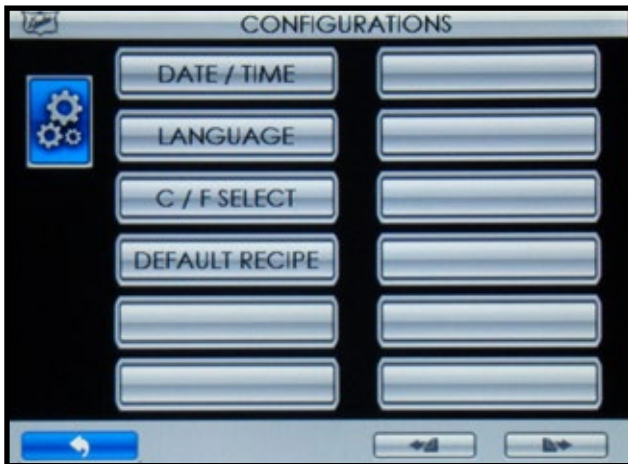 CONFIGURATIONS
DATE / TIME
LANGUAGE
C / F SELECT
DEFAULT RECIPE